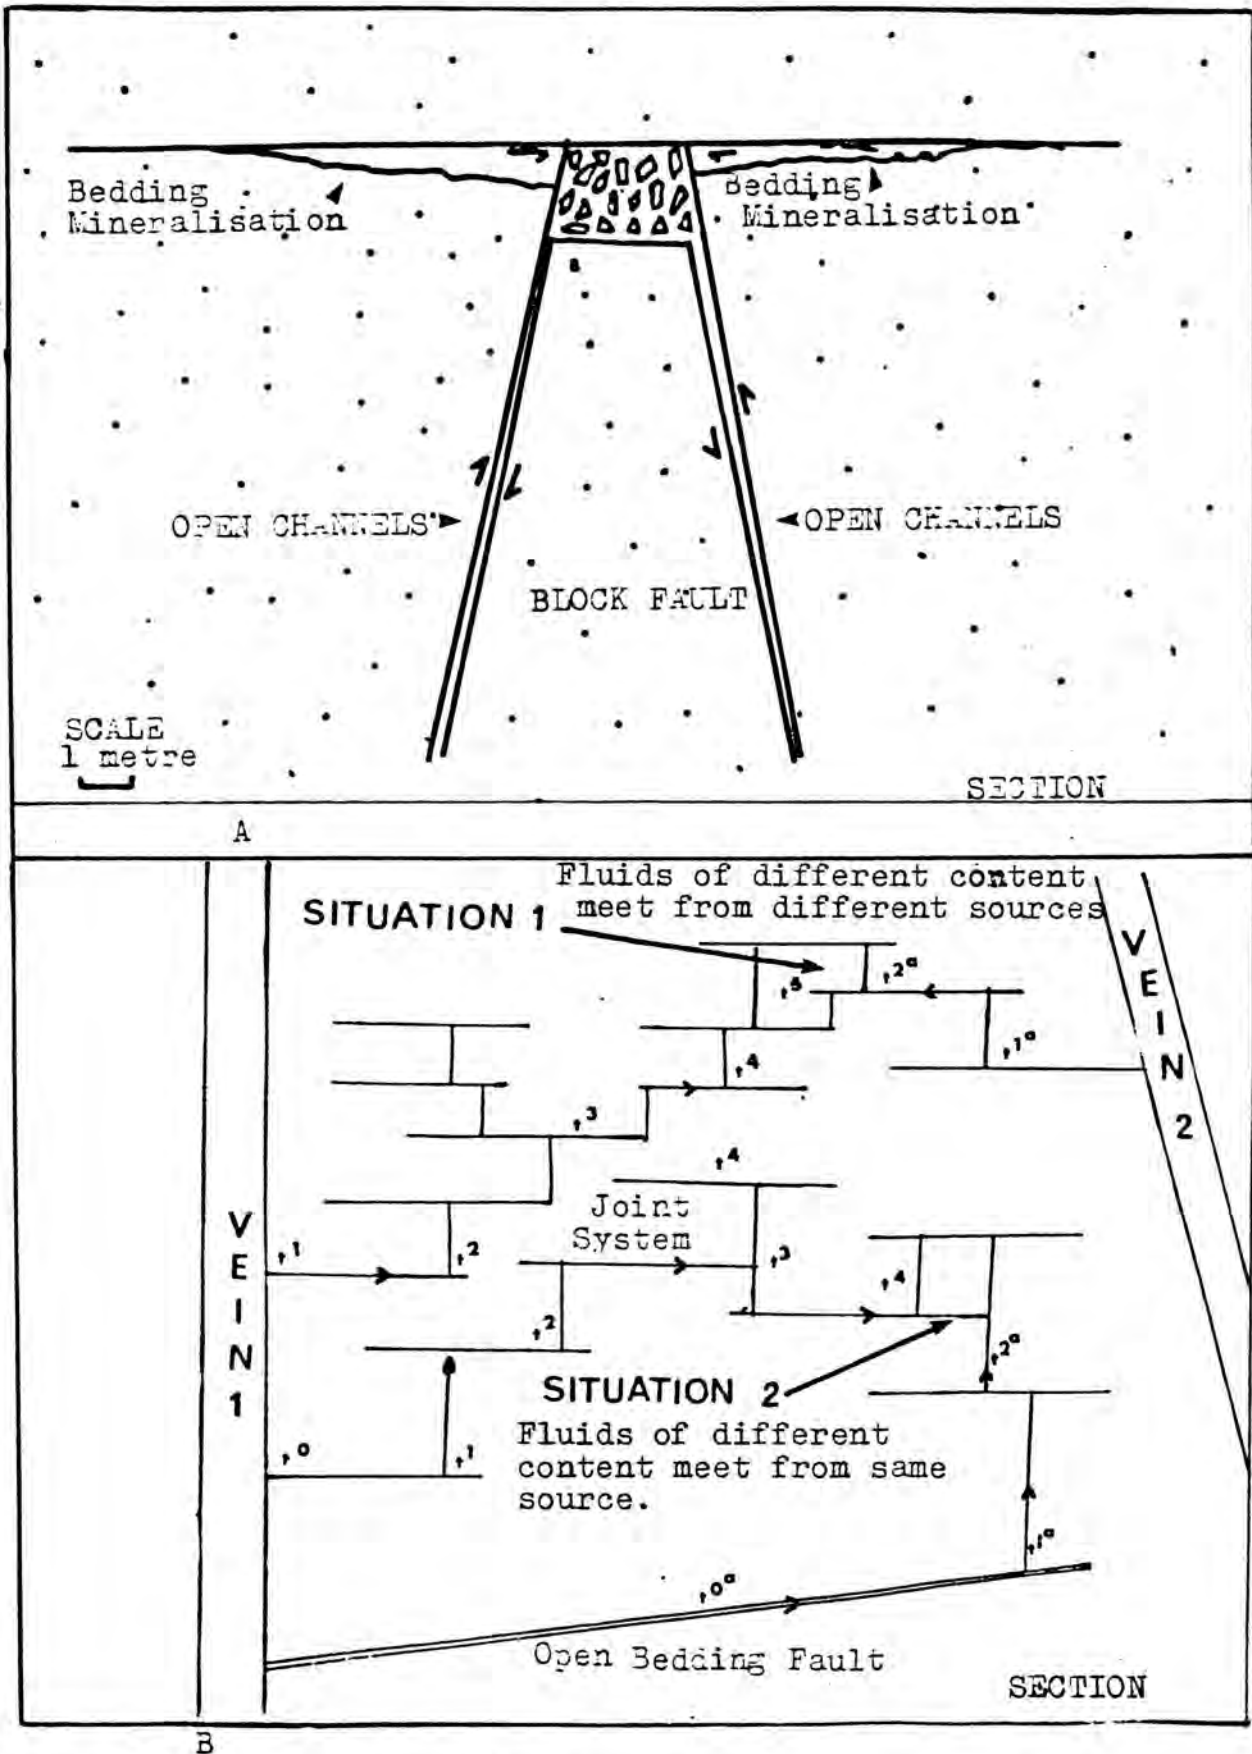 Bedding
Mineralisation
Bedding
Mineralisation
OPEN CHANNELS
OPEN CHANNELS
BLOCK FAULT
SCALE
1 metre
SECTION
A
Fluids of different content
meet from different sources
SITUATION 1
VEIN 2
t2a
t5
t1a
t4
t3
t4
Joint
System
VEIN 1
t1
t2
t3
t4
t2
t2a
SITUATION 2
Fluids of different
content meet from same
source.
t0
t1
t1a
t0a
Open Bedding Fault
SECTION
B